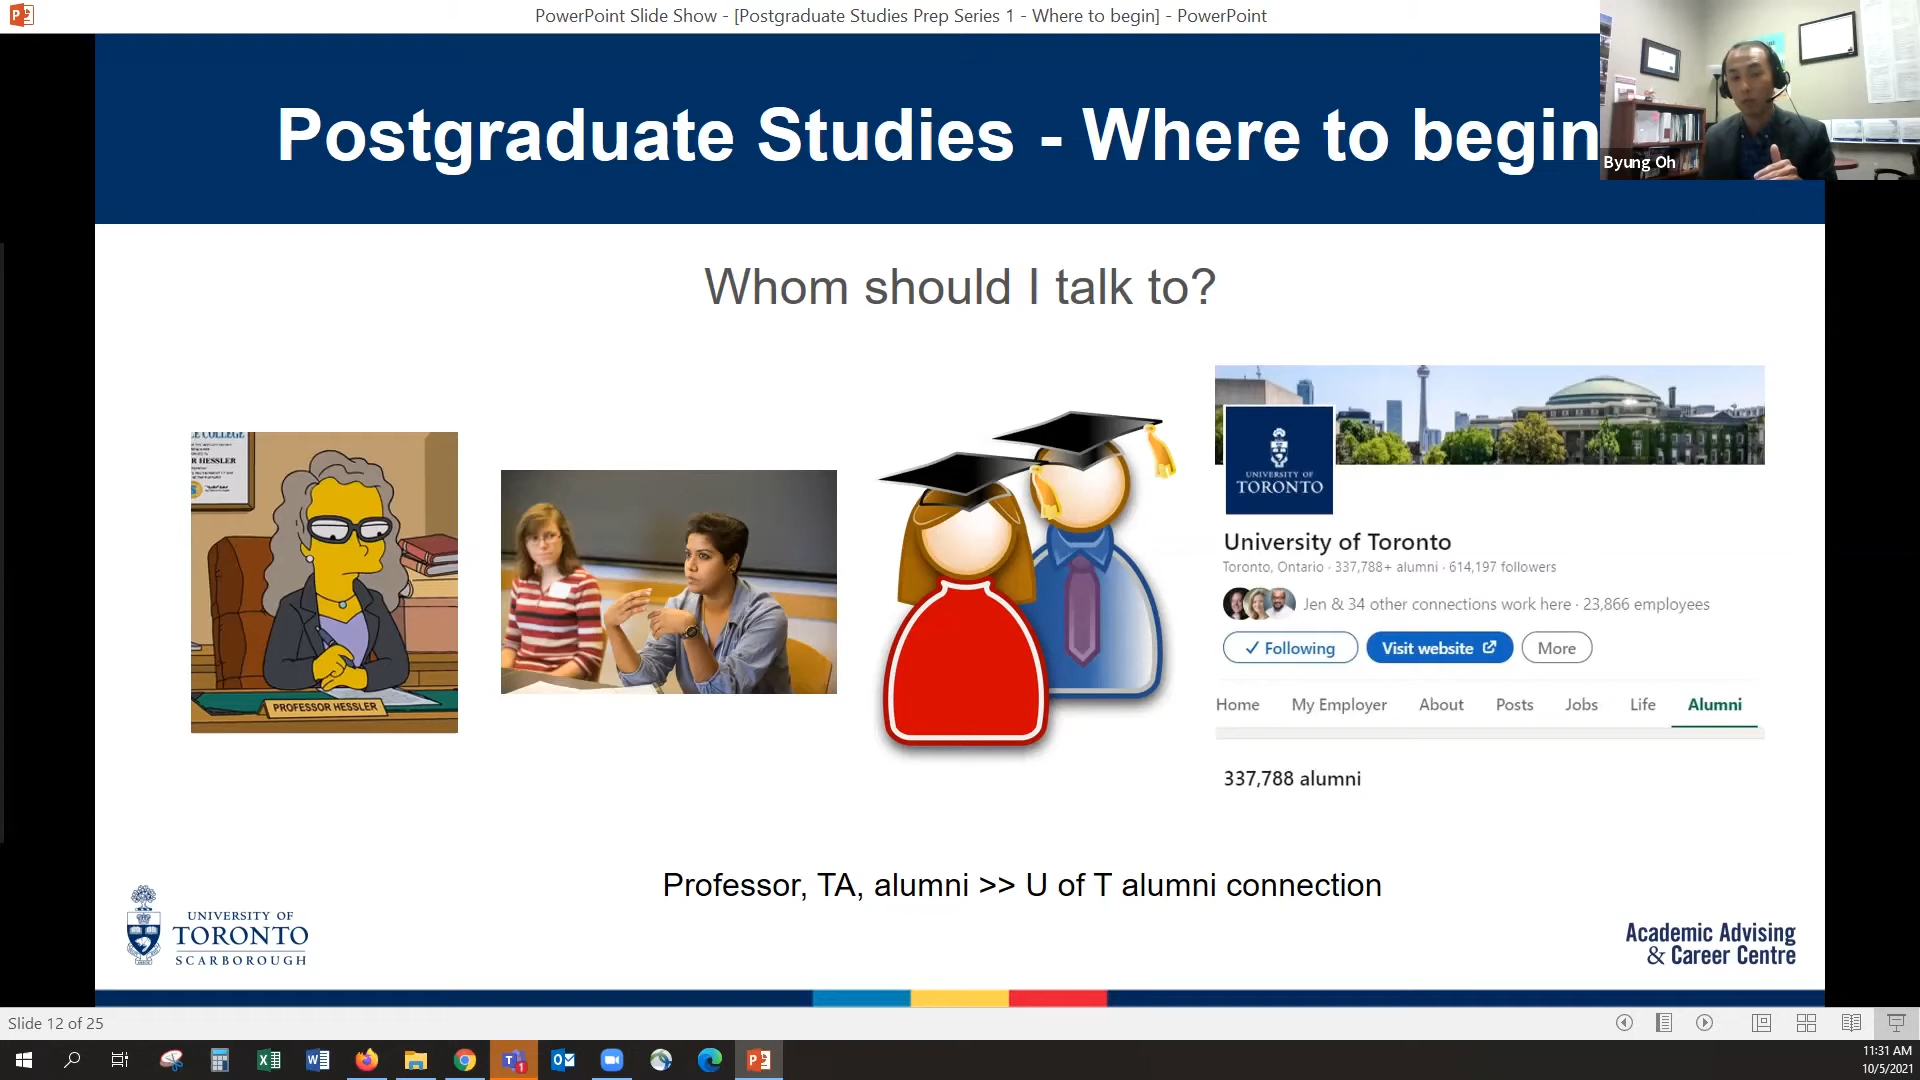 PowerPoint Slide Show - [Postgraduate Studies Prep Series 1 - Where to begin] - PowerPoint
Postgraduate Studies - Where to begin
Byung Oh
Whom should I talk to?
LE COLLEGE
R HESSLER
PROFESSOR HESSLER
UNIVERSITY OF
TORONTO
University of Toronto
Toronto, Ontario · 337,788+ alumni · 614,197 followers
Jen & 34 other connections work here · 23,866 employees
✓ Following
Visit website
More
Home My Employer About Posts Jobs Life Alumni
337,788 alumni
Professor, TA, alumni >> U of T alumni connection
UNIVERSITY OF
TORONTO
SCARBOROUGH
Academic Advising
& Career Centre
Slide 12 of 25
11:31 AM
10/5/2021